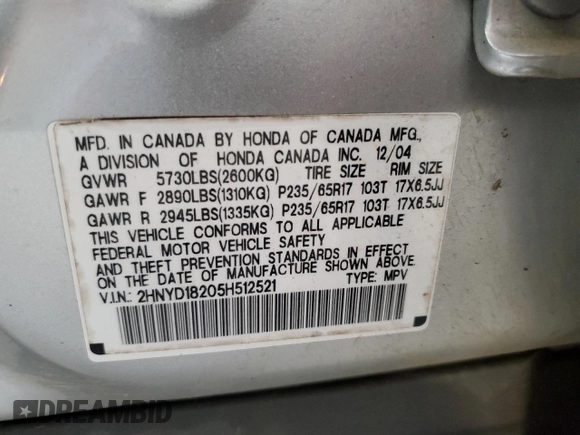 MFD. IN CANADA BY HONDA OF CANADA MFG.,
A DIVISION OF HONDA CANADA INC. 12/04
GVWR 5730LBS(2600KG) TIRE SIZE RIM SIZE
GAWR F 2890LBS(1310KG) P235/65R17 103T 17X6.5JJ
GAWR R 2945LBS(1335KG) P235/65R17 103T 17X6.5JJ
THIS VEHICLE CONFORMS TO ALL APPLICABLE
FEDERAL MOTOR VEHICLE SAFETY
AND THEFT PREVENTION STANDARDS IN EFFECT
ON THE DATE OF MANUFACTURE SHOWN ABOVE.
V.I.N.: 2HNYD18205H512521 TYPE: MPV
DREAMBID